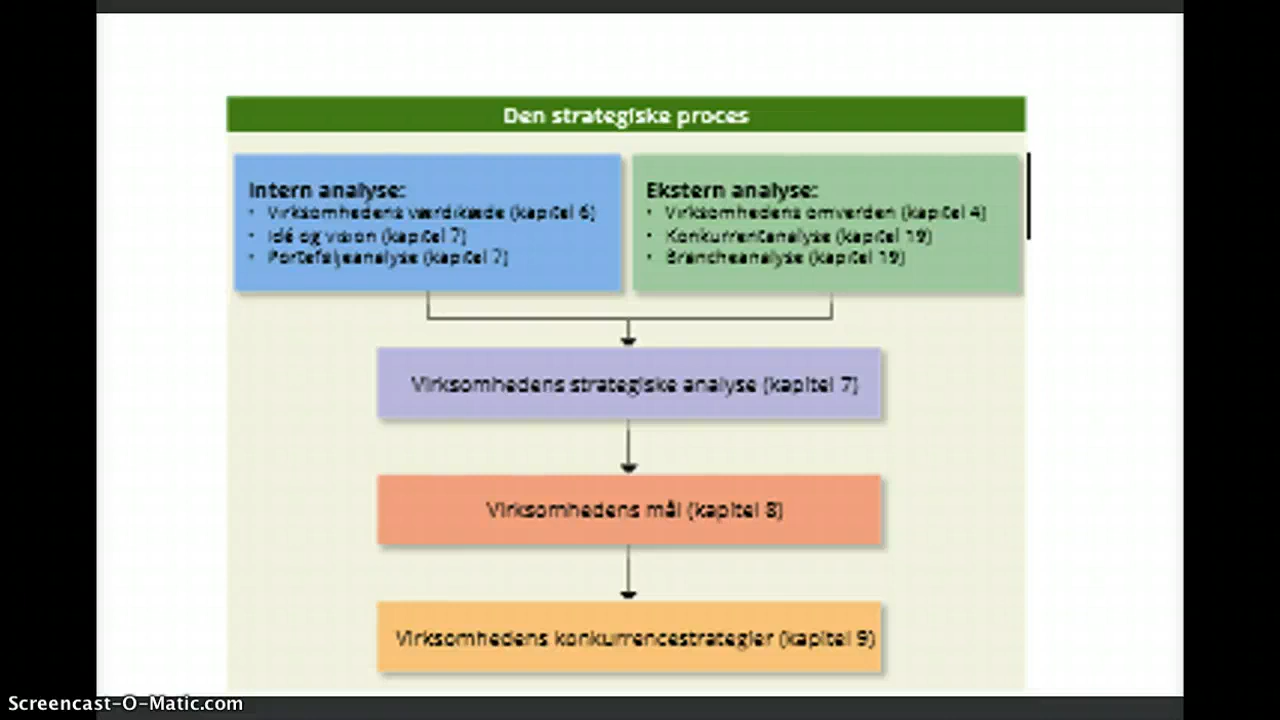 Den strategiske proces
Intern analyse:
• Virksomhedens værdikæde (kapitel 6)
• Idé og vision (kapitel 7)
• Porteføljeanalyse (kapitel 7)
Ekstern analyse:
• Virksomhedens omverden (kapitel 4)
• Konkurrentanalyse (kapitel 19)
• Brancheanalyse (kapitel 19)
Virksomhedens strategiske analyse (kapitel 7)
Virksomhedens mål (kapitel 8)
Virksomhedens konkurrencestrategier (kapitel 9)
Screencast-O-Matic.com